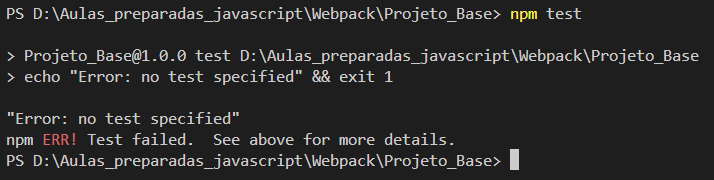 PS D:\Aulas_preparadas_javascript\Webpack\Projeto_Base> npm test
> Projeto_Base@1.0.0 test D:\Aulas_preparadas_javascript\Webpack\Projeto_Base
> echo "Error: no test specified" && exit 1
"Error: no test specified"
npm ERR! Test failed.  See above for more details.
PS D:\Aulas_preparadas_javascript\Webpack\Projeto_Base>